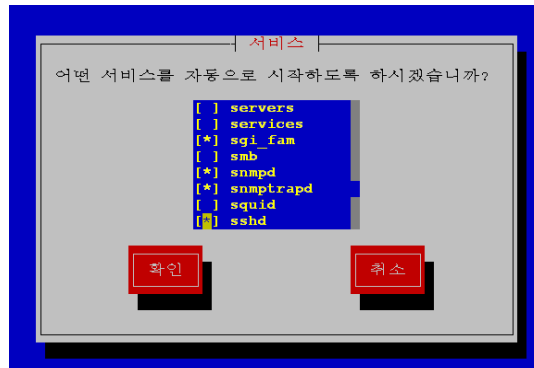 서비스
어떤 서비스를 자동으로 시작하도록 하시겠습니까?
[ ] servers
[ ] services
[*] sgi_fam
[ ] smb
[*] snmpd
[*] snmptrapd
[ ] squid
[*] sshd
확인 취소